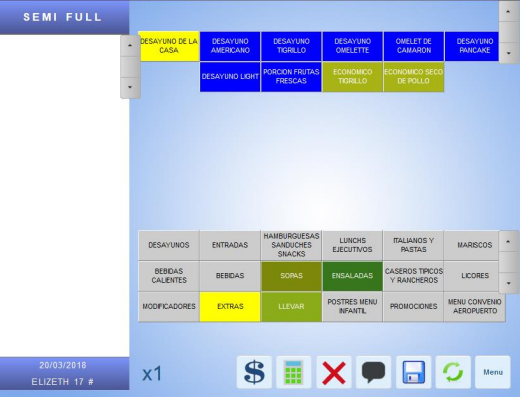 SEMI FULL
DESAYUNO DE LA
CASA
DESAYUNO
AMERICANO
DESAYUNO
TIGRILLO
DESAYUNO
OMELETTE
OMELET DE
CAMARON
DESAYUNO
PANCAKE
DESAYUNO LIGHT
PORCION FRUTAS
FRESCAS
ECONOMICO
TIGRILLO
ECONOMICO SECO
DE POLLO
DESAYUNOS
ENTRADAS
HAMBURGUESAS
SANDUCHES
SNACKS
LUNCHS
EJECUTIVOS
ITALIANOS Y
PASTAS
MARISCOS
BEBIDAS
CALIENTES
BEBIDAS
SOPAS
ENSALADAS
CASEROS TIPICOS
Y RANCHEROS
LICORES
MODIFICADORES
EXTRAS
LLEVAR
POSTRES MENU
INFANTIL
PROMOCIONES
MENU CONVENIO
AEROPUERTO
20/03/2018
ELIZETH 17 #
x1
$
Menu